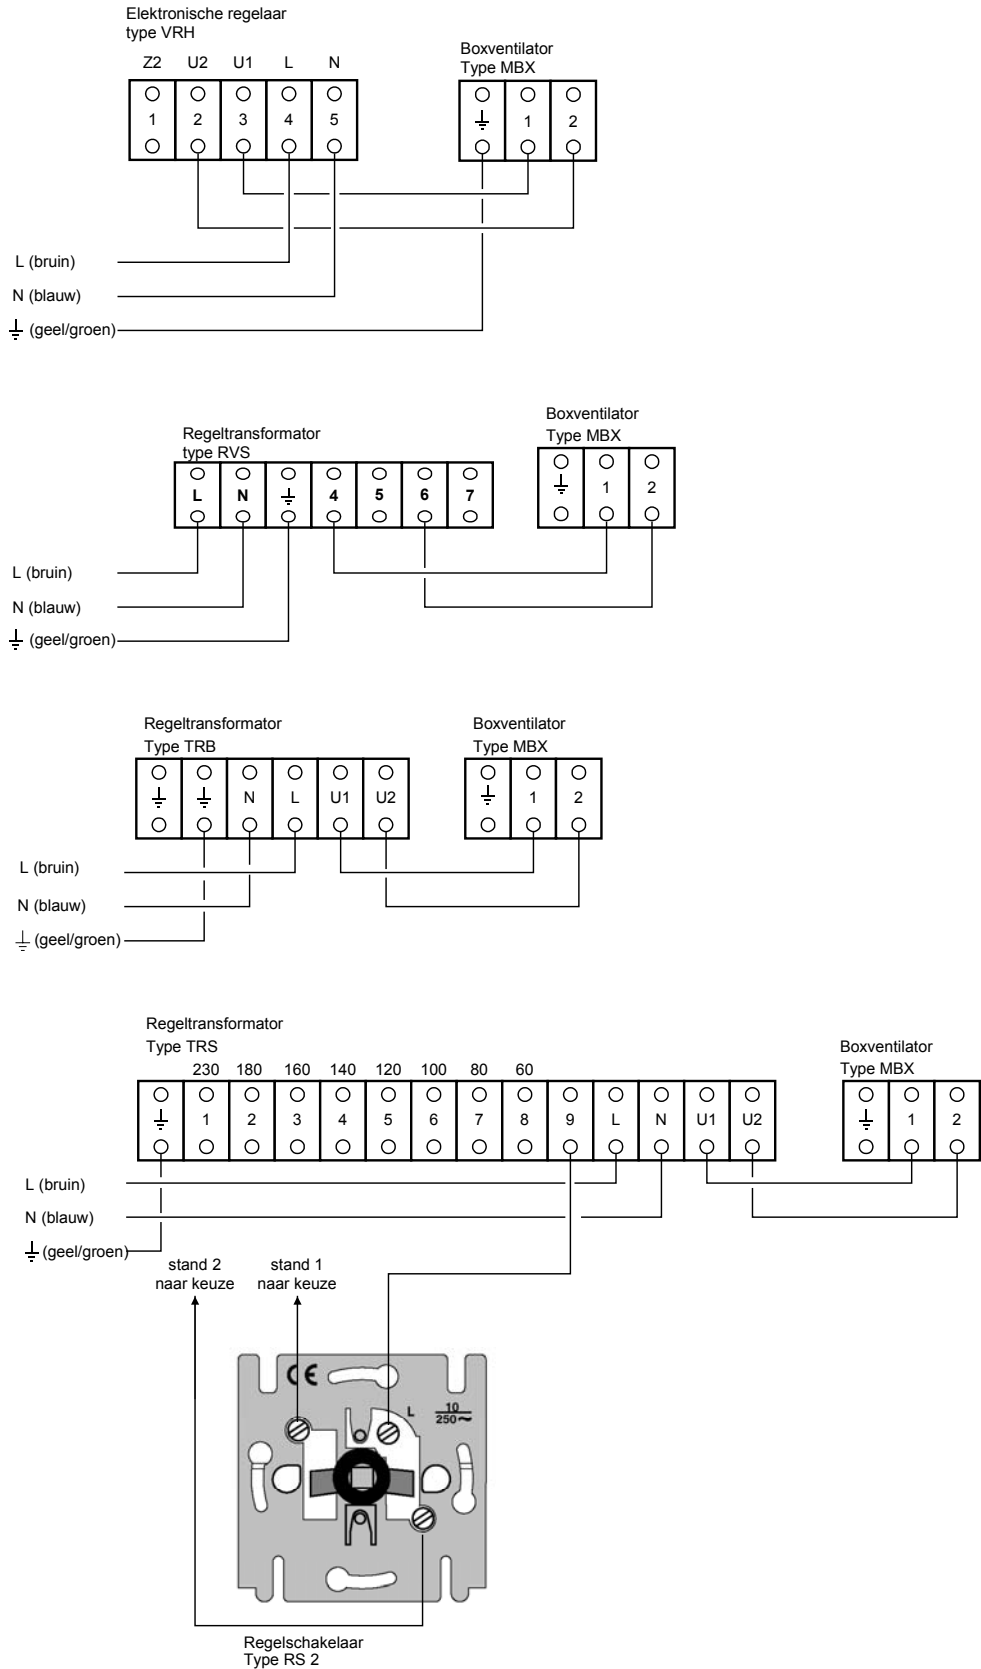 Elektronische regelaar
type VRH
Z2 U2 U1 L N
1 2 3 4 5
Boxventilator
Type MBX
1 2
L (bruin)
N (blauw)
(geel/groen)
Regeltransformator
type RVS
L N 4 5 6 7
Boxventilator
Type MBX
1 2
L (bruin)
N (blauw)
(geel/groen)
Regeltransformator
Type TRB
N L U1 U2
Boxventilator
Type MBX
1 2
L (bruin)
N (blauw)
(geel/groen)
Regeltransformator
Type TRS
230 180 160 140 120 100 80 60
1 2 3 4 5 6 7 8 9 L N U1 U2
Boxventilator
Type MBX
1 2
L (bruin)
N (blauw)
(geel/groen)
stand 2
naar keuze
stand 1
naar keuze
CE
L
10
250~
Regelschakelaar
Type RS 2